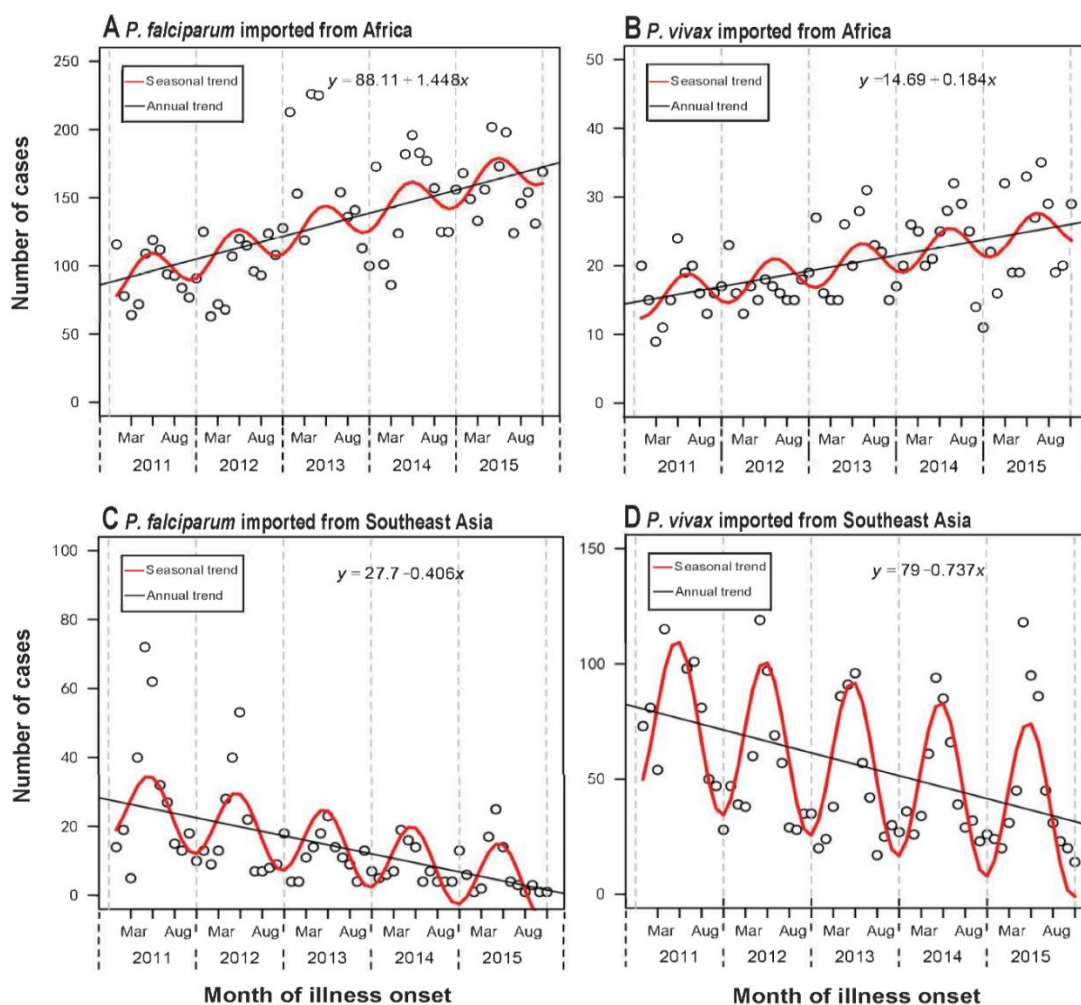 A P. falciparum imported from Africa
Number of cases
250
200
150
100
50
0
Seasonal trend
Annual trend
y = 88.11 + 1.448x
Mar Aug Mar Aug Mar Aug Mar Aug Mar Aug
2011 2012 2013 2014 2015
B P. vivax imported from Africa
50
40
30
20
10
0
Seasonal trend
Annual trend
y = 14.69 + 0.184x
Mar Aug Mar Aug Mar Aug Mar Aug Mar Aug
2011 2012 2013 2014 2015
C P. falciparum imported from Southeast Asia
Number of cases
100
80
60
40
20
0
Seasonal trend
Annual trend
y = 27.7 – 0.406x
Mar Aug Mar Aug Mar Aug Mar Aug Mar Aug
2011 2012 2013 2014 2015
Month of illness onset
D P. vivax imported from Southeast Asia
150
100
50
0
Seasonal trend
Annual trend
y = 79 – 0.737x
Mar Aug Mar Aug Mar Aug Mar Aug Mar Aug
2011 2012 2013 2014 2015
Month of illness onset